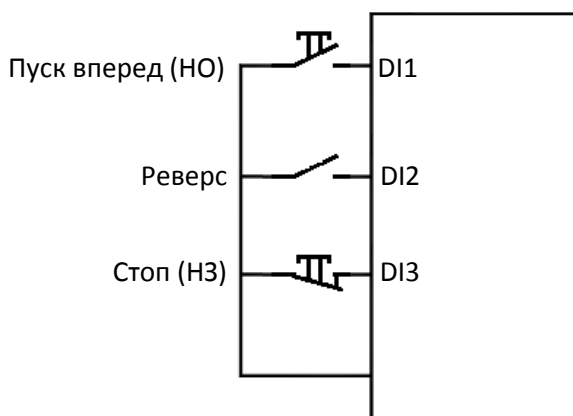 Пуск вперед (НО)
DI1
Реверс
DI2
Стоп (НЗ)
DI3